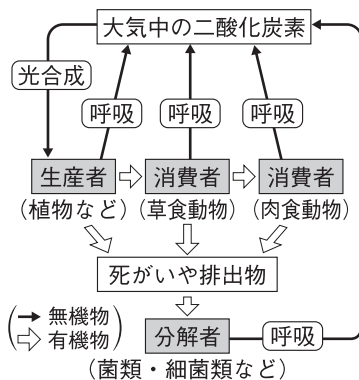 大気中の二酸化炭素
光合成
呼吸 呼吸 呼吸
生産者 消費者 消費者
(植物など) (草食動物) (肉食動物)
死がいや排出物
→ 無機物
⇨ 有機物
分解者 呼吸
(菌類・細菌類など)